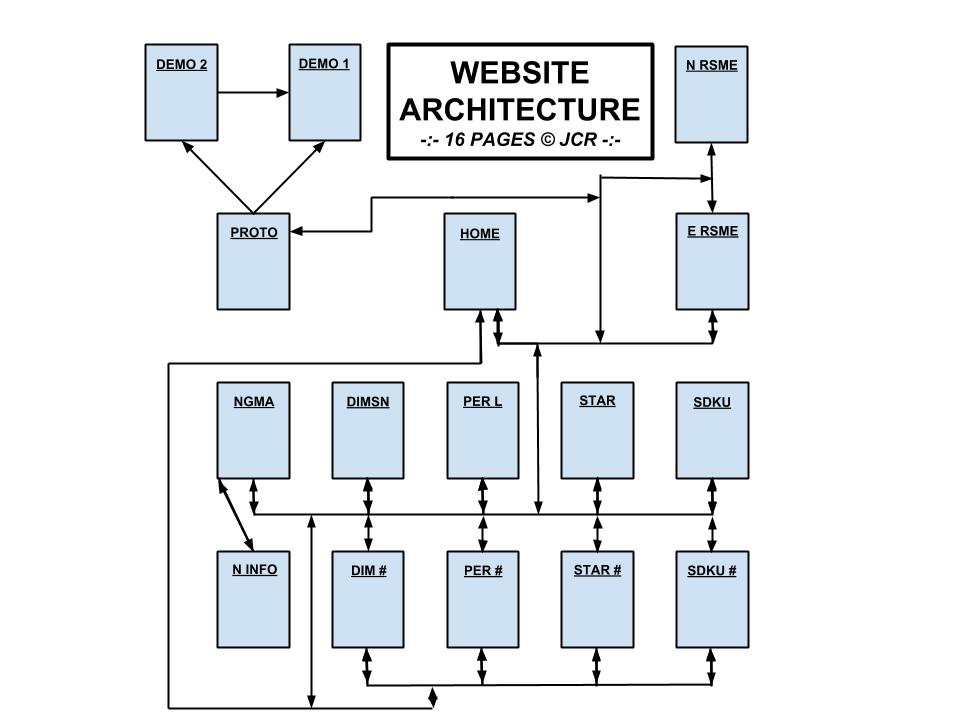 DEMO 2
DEMO 1
WEBSITE
ARCHITECTURE
-:- 16 PAGES © JCR -:-
N RSME
PROTO
HOME
E RSME
NGMA
DIMSN
PER L
STAR
SDKU
N INFO
DIM #
PER #
STAR #
SDKU #